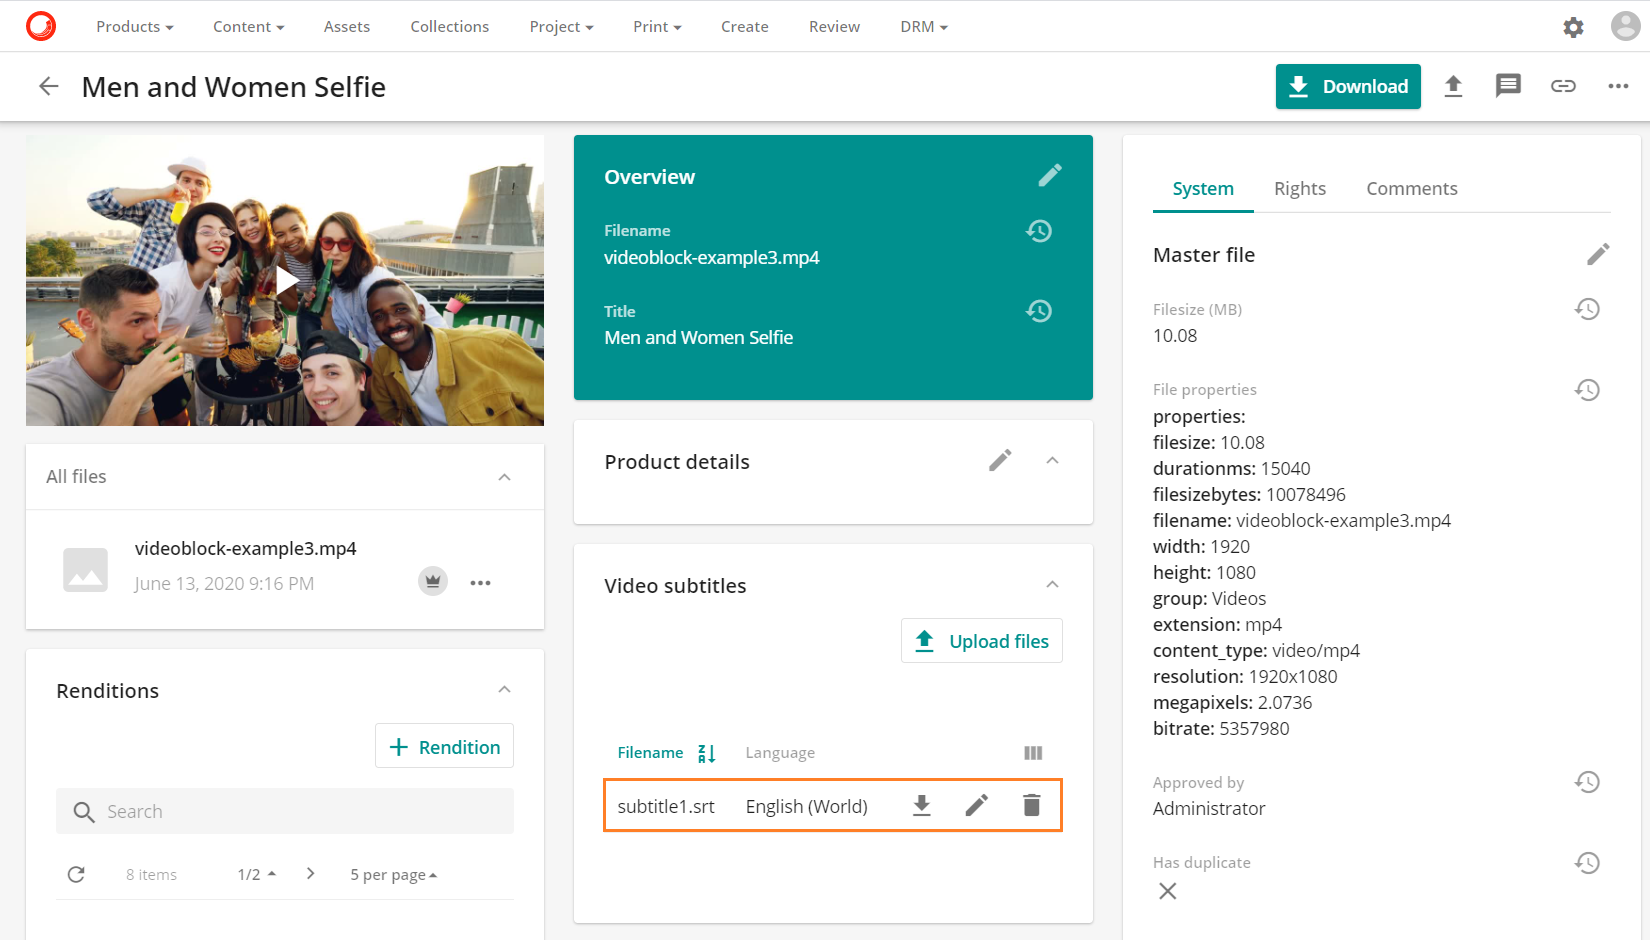 Products Content Assets Collections Project Print Create Review DRM
Men and Women Selfie
Download
All files
videoblock-example3.mp4
June 13, 2020 9:16 PM
Renditions
Rendition
Search
8 items 1/2 5 per page
Overview
Filename
videoblock-example3.mp4
Title
Men and Women Selfie
Product details
Video subtitles
Upload files
Filename Language
subtitle1.srt English (World)
System Rights Comments
Master file
Filesize (MB)
10.08
File properties
properties:
filesize: 10.08
durationms: 15040
filesizebytes: 10078496
filename: videoblock-example3.mp4
width: 1920
height: 1080
group: Videos
extension: mp4
content_type: video/mp4
resolution: 1920x1080
megapixels: 2.0736
bitrate: 5357980
Approved by
Administrator
Has duplicate